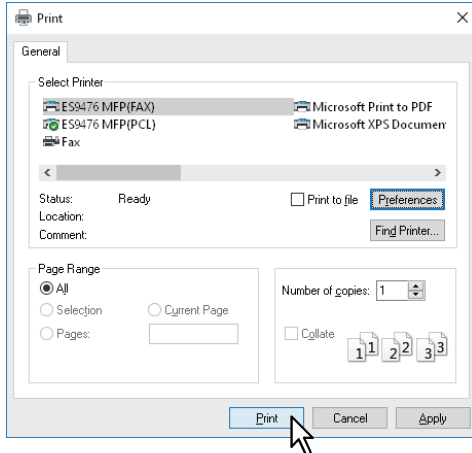 Print
General
Select Printer
ES9476 MFP(FAX) Microsoft Print to PDF
ES9476 MFP(PCL) Microsoft XPS Documen
Fax
Status: Ready Print to file Preferences
Location:
Comment: Find Printer...
Page Range
All Number of copies: 1
Selection Current Page
Pages: Collate
1 1 2 2 3 3
Print Cancel Apply